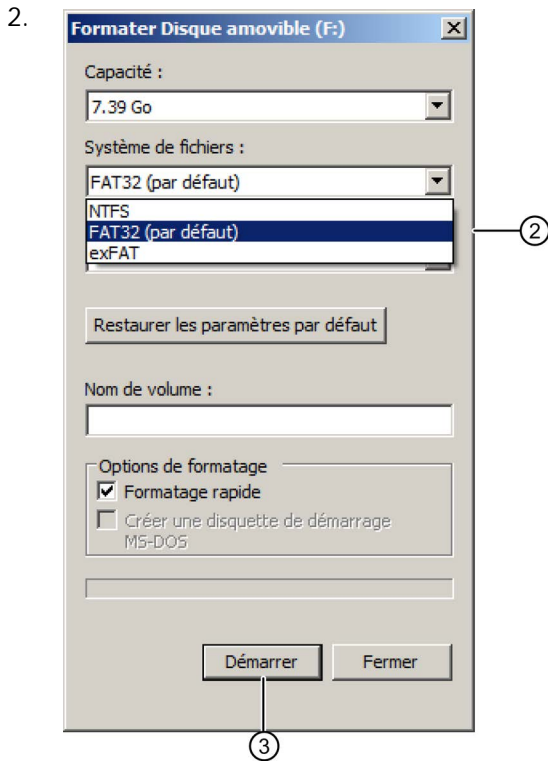 2.
Formater Disque amovible (F:)
Capacité :
7.39 Go
Système de fichiers :
FAT32 (par défaut)
NTFS
FAT32 (par défaut)
exFAT
②
Restaurer les paramètres par défaut
Nom de volume :
Options de formatage
Formatage rapide
Créer une disquette de démarrage
MS-DOS
Démarrer
Fermer
③